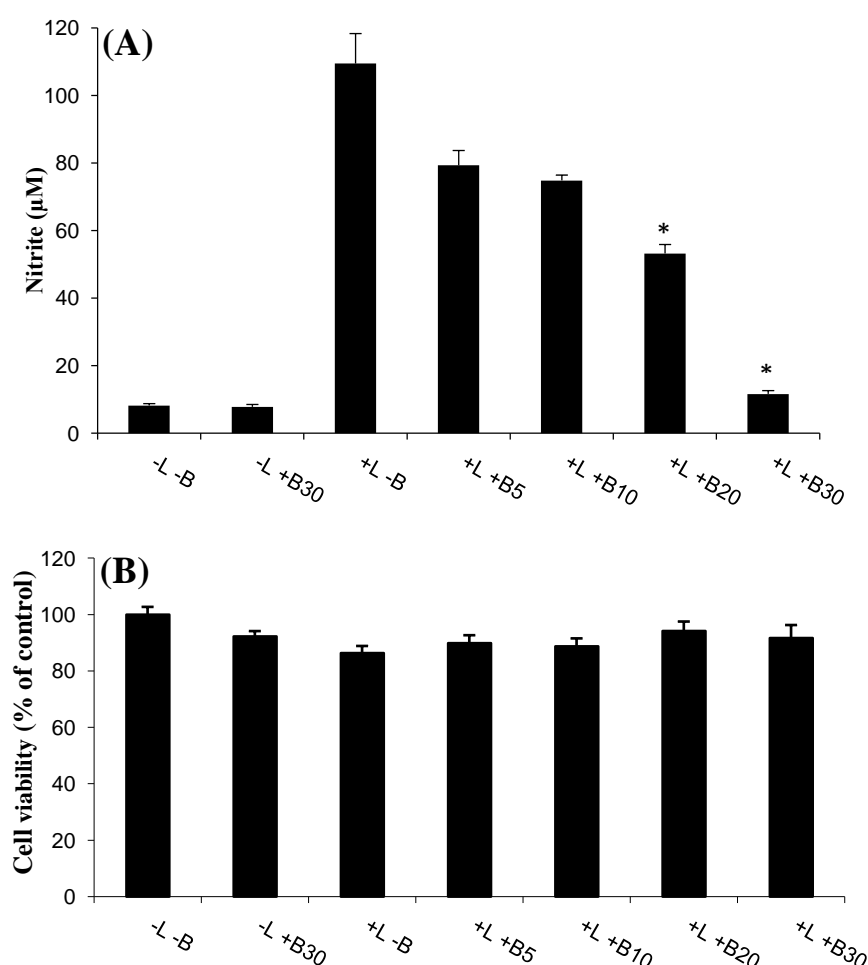 (A)
Nitrite (µM)
120
100
80
60
40
20
0
*
*
-L -B
-L +B30
+L -B
+L +B5
+L +B10
+L +B20
+L +B30
(B)
Cell viability (% of control)
120
100
80
60
40
20
0
-L -B
-L +B30
+L -B
+L +B5
+L +B10
+L +B20
+L +B30